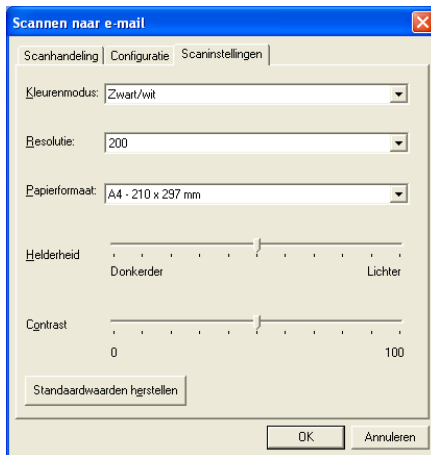 Scannen naar e-mail
Scanhandeling Configuratie Scaninstellingen
Kleurenmodus: Zwart/wit
Resolutie: 200
Papierformaat: A4 - 210 x 297 mm
Helderheid
Donkerder Lichter
Contrast
0 100
Standaardwaarden herstellen
OK Annuleren